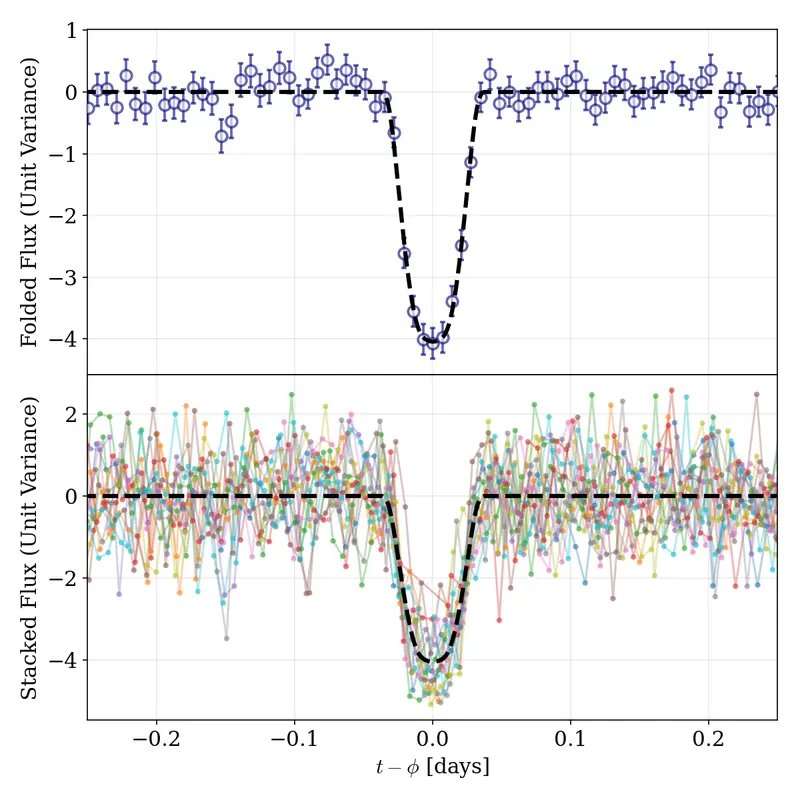 Folded Flux (Unit Variance)
1
0
−1
−2
−3
−4
Stacked Flux (Unit Variance)
2
0
−2
−4
−0.2 −0.1 0.0 0.1 0.2
t − ϕ [days]